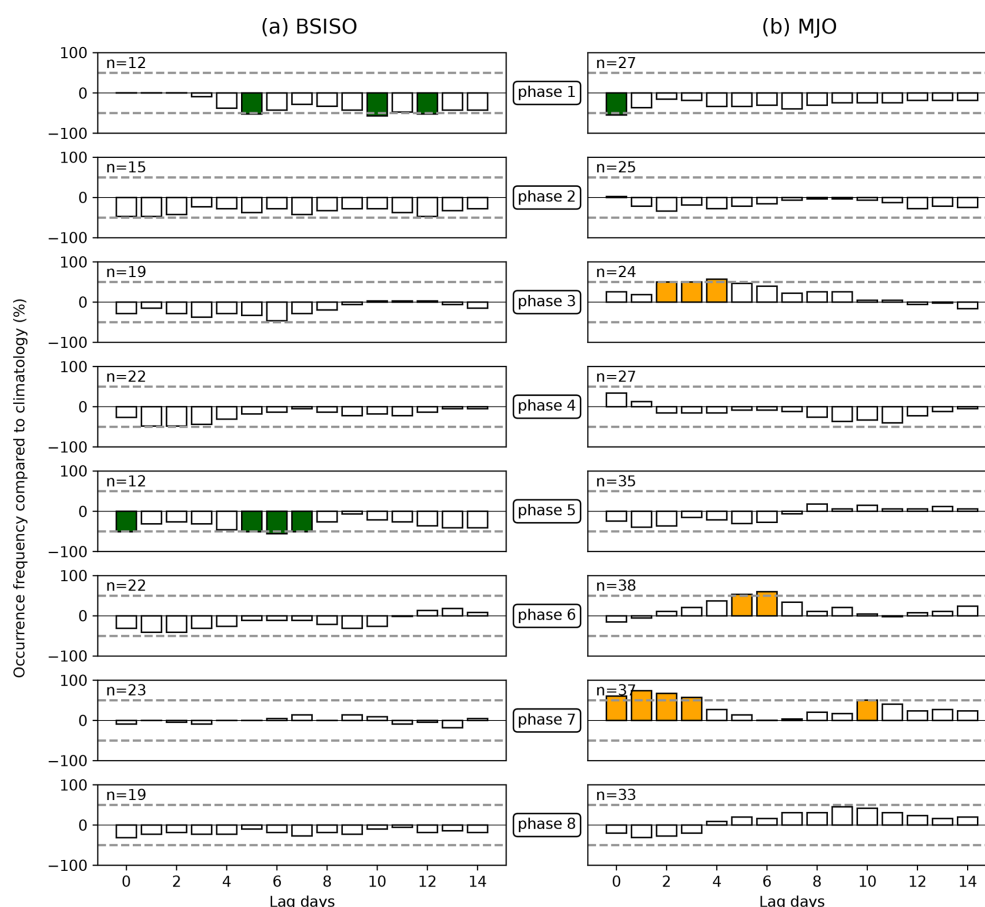 (a) BSISO
(b) MJO
Occurrence frequency compared to climatology (%)
100
0
−100
n=12
phase 1
n=27
100
0
−100
n=15
phase 2
n=25
100
0
−100
n=19
phase 3
n=24
100
0
−100
n=22
phase 4
n=27
100
0
−100
n=12
phase 5
n=35
100
0
−100
n=22
phase 6
n=38
100
0
−100
n=23
phase 7
n=37
100
0
−100
n=19
phase 8
n=33
0 2 4 6 8 10 12 14
0 2 4 6 8 10 12 14
Lag days
Lag days